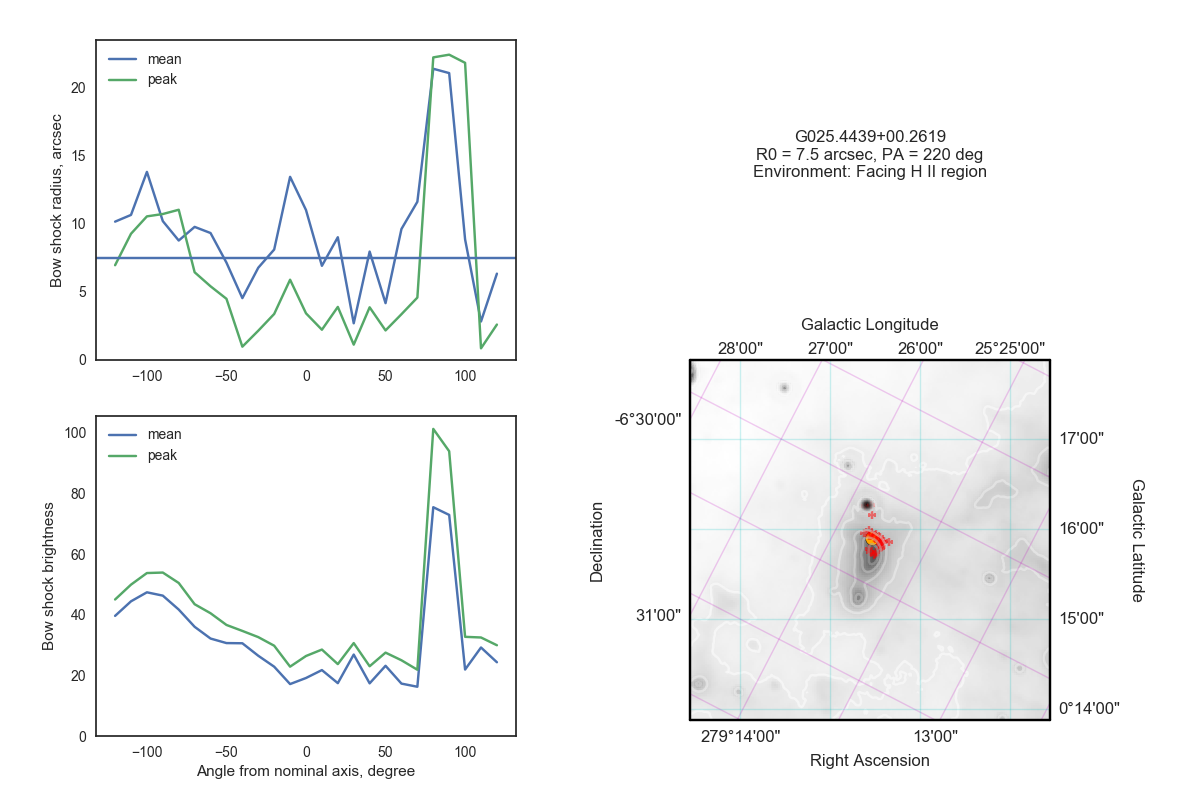 mean
peak
20
15
10
5
0
−100
−50
0
50
100
Bow shock radius, arcsec
mean
peak
100
80
60
40
20
0
−100
−50
0
50
100
Bow shock brightness
Angle from nominal axis, degree
G025.4439+00.2619
R0 = 7.5 arcsec, PA = 220 deg
Environment: Facing H II region
Galactic Longitude
28'00" 27'00" 26'00" 25°25'00"
-6°30'00"
31'00"
Declination
17'00"
16'00"
15'00"
0°14'00"
Galactic Latitude
279°14'00" 13'00"
Right Ascension